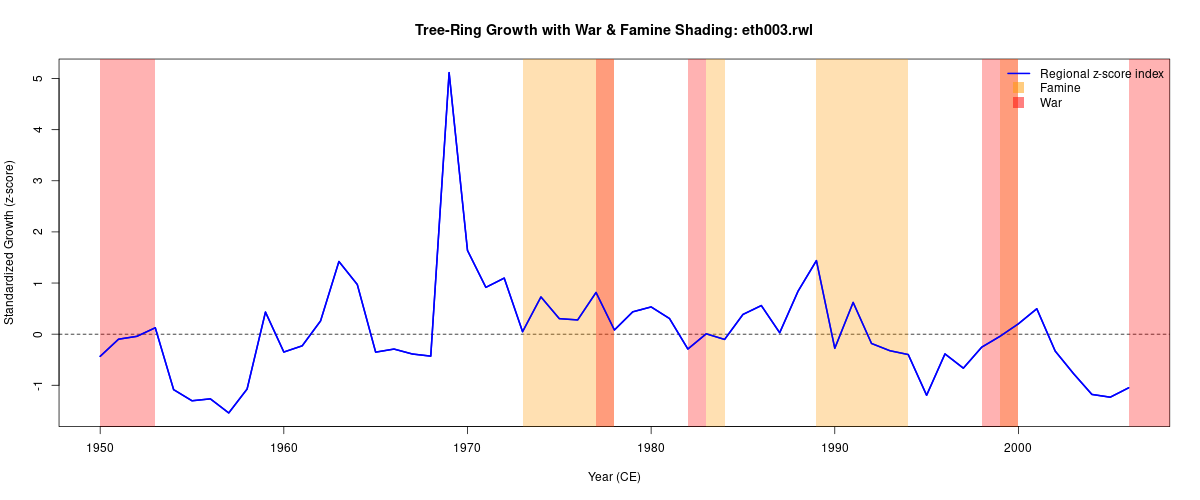 Tree-Ring Growth with War & Famine Shading: eth003.rwl
Regional z-score index
Famine
War
Standardized Growth (z-score)
5
4
3
2
1
0
-1
1950 1960 1970 1980 1990 2000
Year (CE)